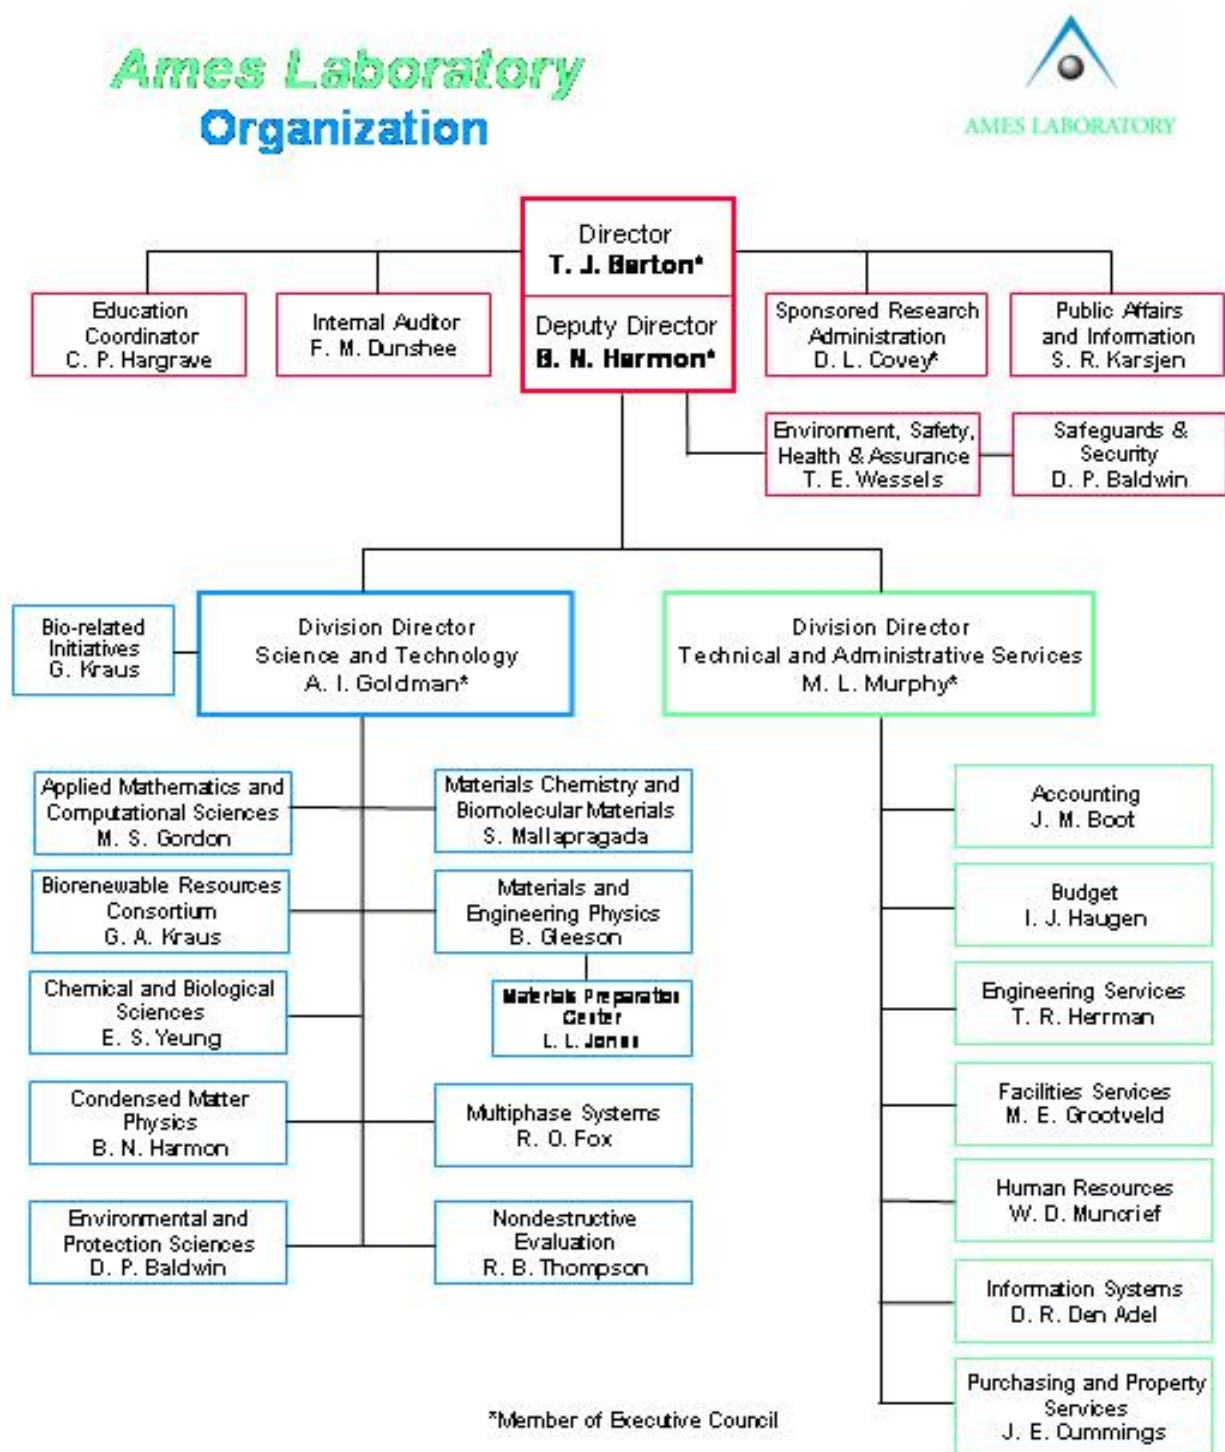 Ames Laboratory
Organization
AMES LABORATORY
Director
T. J. Barton*
Deputy Director
B. N. Harmon*
Education
Coordinator
C. P. Hargrave
Internal Auditor
F. M. Dunshee
Sponsored Research
Administration
D. L. Covey*
Public Affairs
and Information
S. R. Karsjen
Environment, Safety,
Health & Assurance
T. E. Wessels
Safeguards &
Security
D. P. Baldwin
Bio-related
Initiatives
G. Kraus
Division Director
Science and Technology
A. I. Goldman*
Division Director
Technical and Administrative Services
M. L. Murphy*
Applied Mathematics and
Computational Sciences
M. S. Gordon
Materials Chemistry and
Biomolecular Materials
S. Mallapragada
Biorenewable Resources
Consortium
G. A. Kraus
Materials and
Engineering Physics
B. Gleeson
Chemical and Biological
Sciences
E. S. Yeung
Materials Preparation
Center
L. L. Jones
Condensed Matter
Physics
B. N. Harmon
Multiphase Systems
R. O. Fox
Environmental and
Protection Sciences
D. P. Baldwin
Nondestructive
Evaluation
R. B. Thompson
Accounting
J. M. Boot
Budget
I. J. Haugen
Engineering Services
T. R. Herrman
Facilities Services
M. E. Grootveld
Human Resources
W. D. Muncrief
Information Systems
D. R. Den Adel
Purchasing and Property
Services
J. E. Cummings
*Member of Executive Council